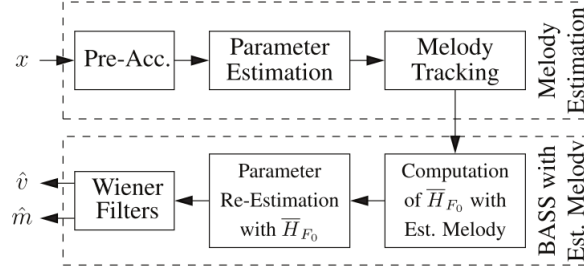 x
Pre-Acc.
Parameter
Estimation
Melody
Tracking
Melody
Estimation
v̂
m̂
Wiener
Filters
Parameter
Re-Estimation
with H̅_{F₀}
Computation
of H̅_{F₀} with
Est. Melody
BASS with
Est. Melody